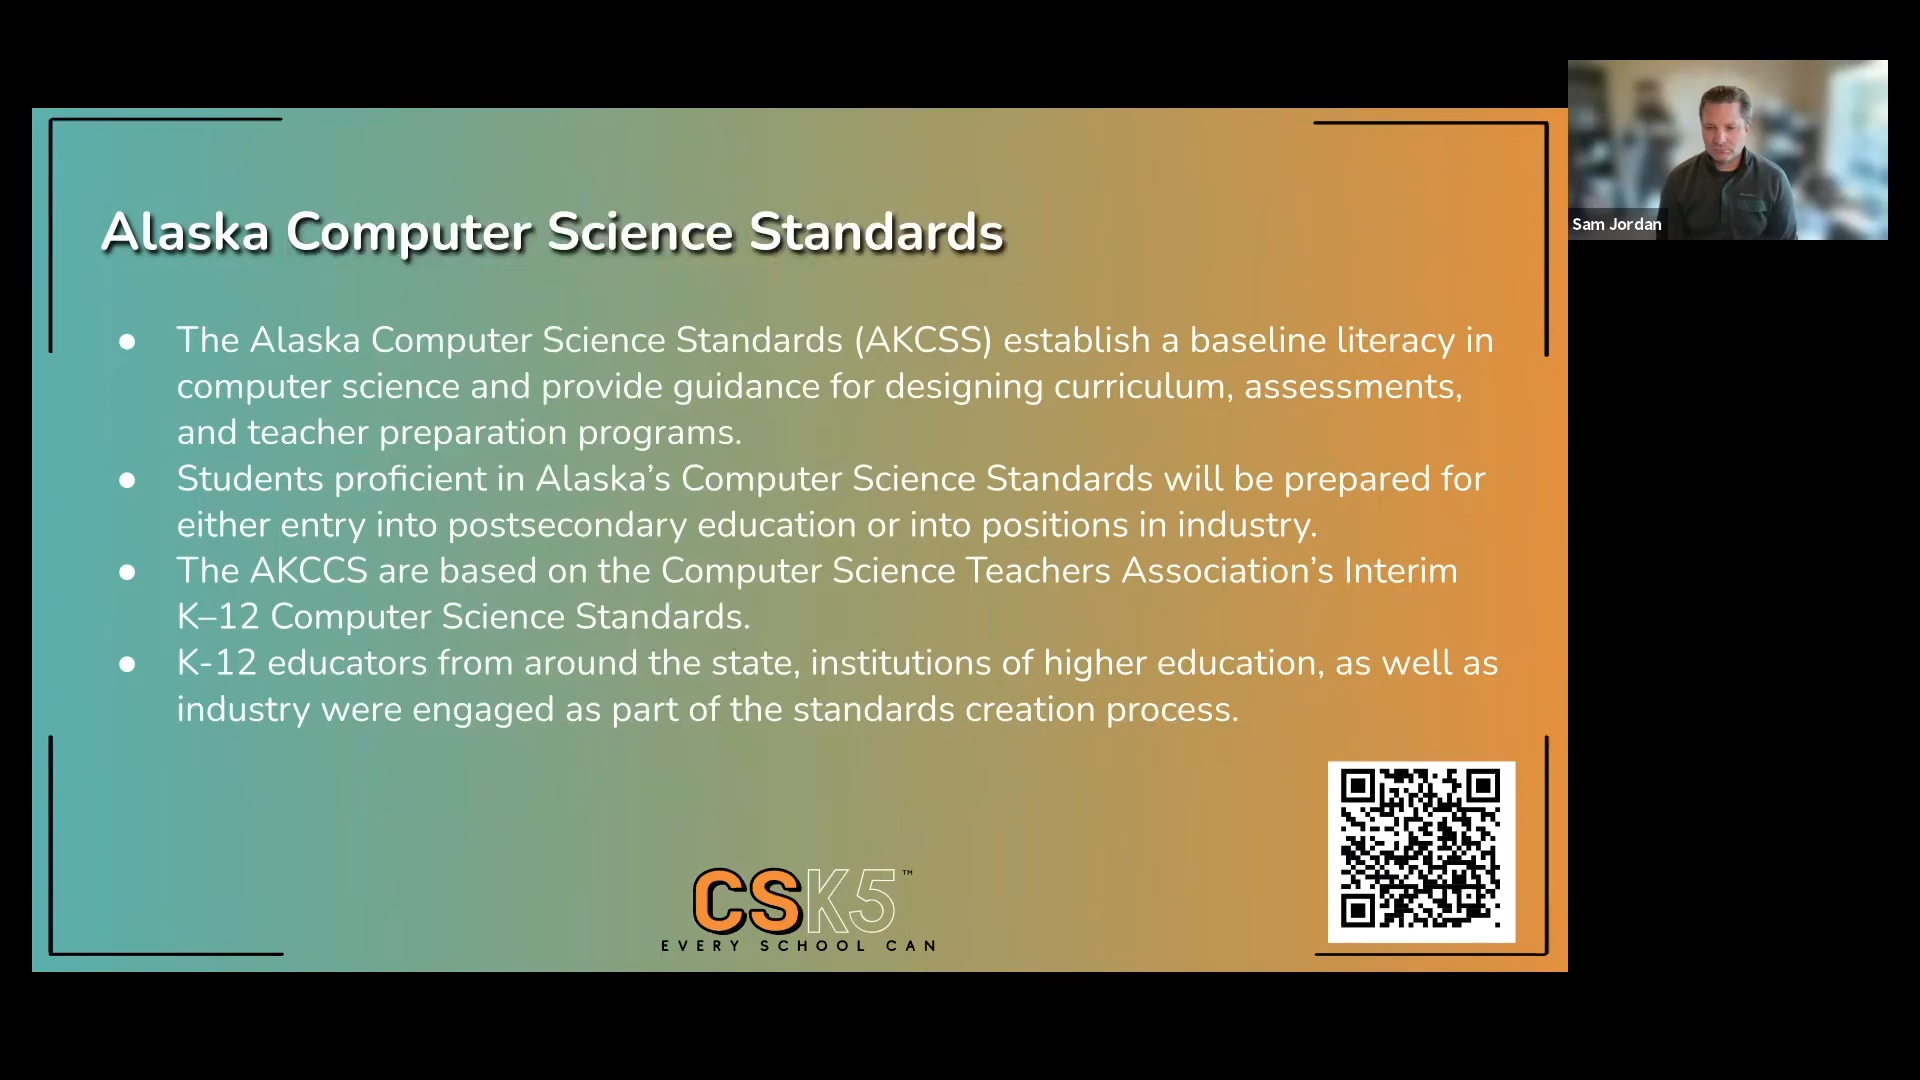 Alaska Computer Science Standards
● The Alaska Computer Science Standards (AKCSS) establish a baseline literacy in
computer science and provide guidance for designing curriculum, assessments,
and teacher preparation programs.
● Students proficient in Alaska’s Computer Science Standards will be prepared for
either entry into postsecondary education or into positions in industry.
● The AKCCS are based on the Computer Science Teachers Association’s Interim
K–12 Computer Science Standards.
● K-12 educators from around the state, institutions of higher education, as well as
industry were engaged as part of the standards creation process.
CSK5™
EVERY SCHOOL CAN
Sam Jordan